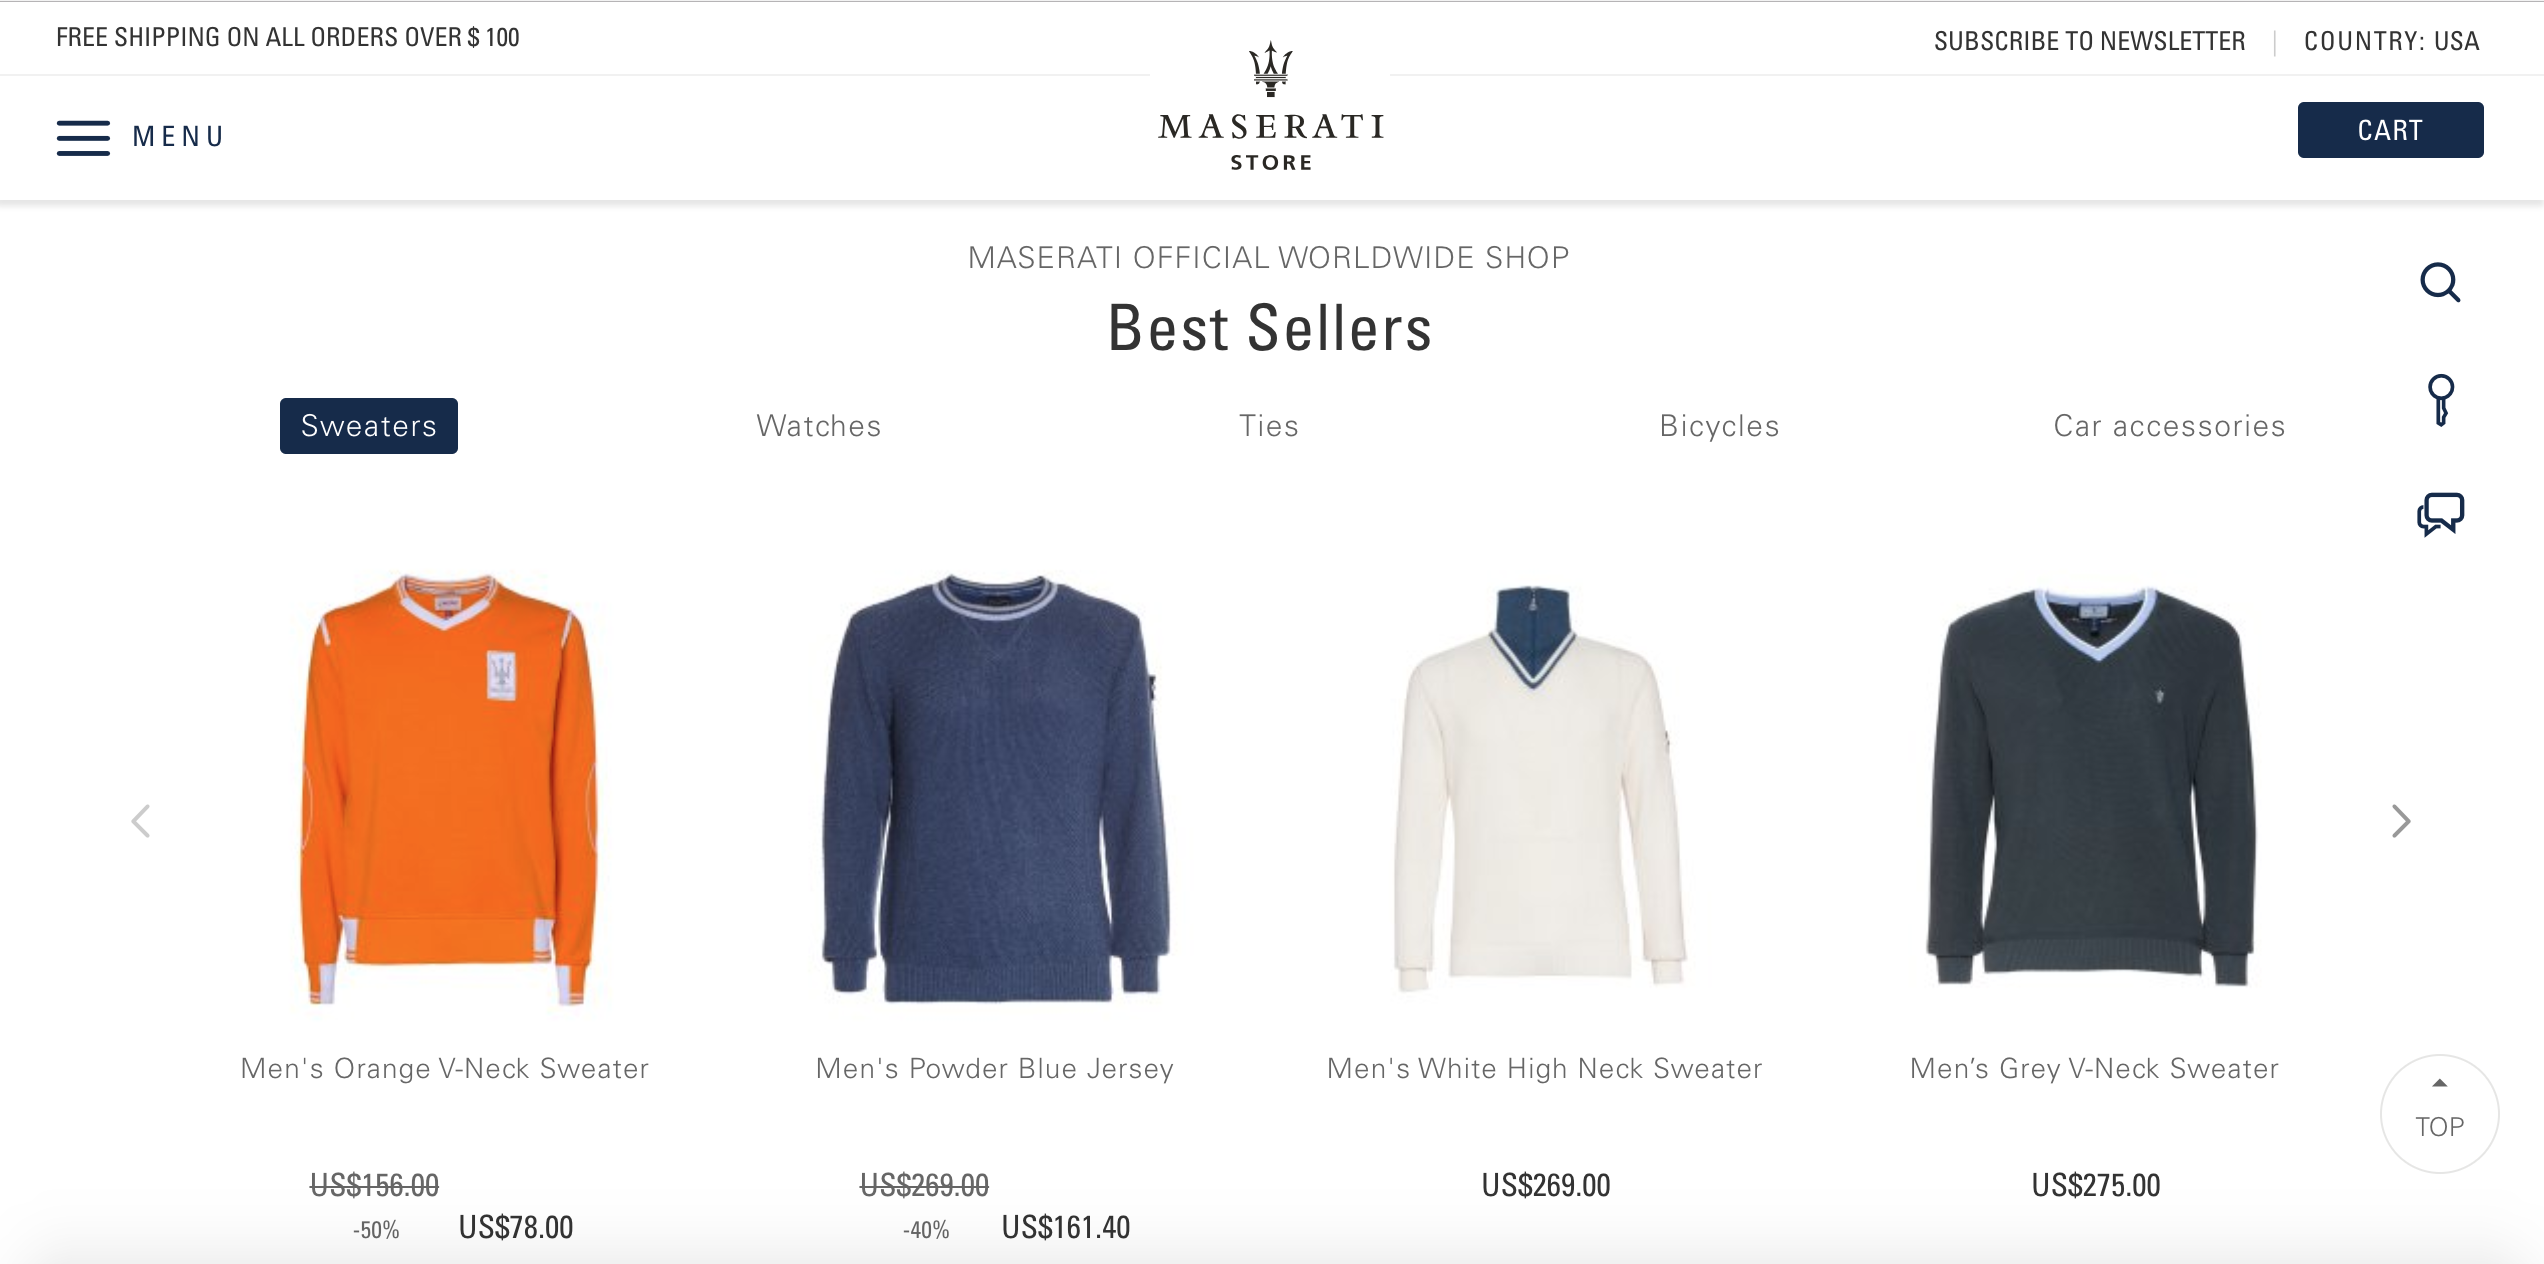 FREE SHIPPING ON ALL ORDERS OVER $ 100
SUBSCRIBE TO NEWSLETTER
COUNTRY: USA
MENU
MASERATI
STORE
CART
MASERATI OFFICIAL WORLDWIDE SHOP
Best Sellers
Sweaters
Watches
Ties
Bicycles
Car accessories
Men's Orange V-Neck Sweater
Men's Powder Blue Jersey
Men's White High Neck Sweater
Men’s Grey V-Neck Sweater
TOP
US$156.00
-50%
US$78.00
US$269.00
-40%
US$161.40
US$269.00
US$275.00